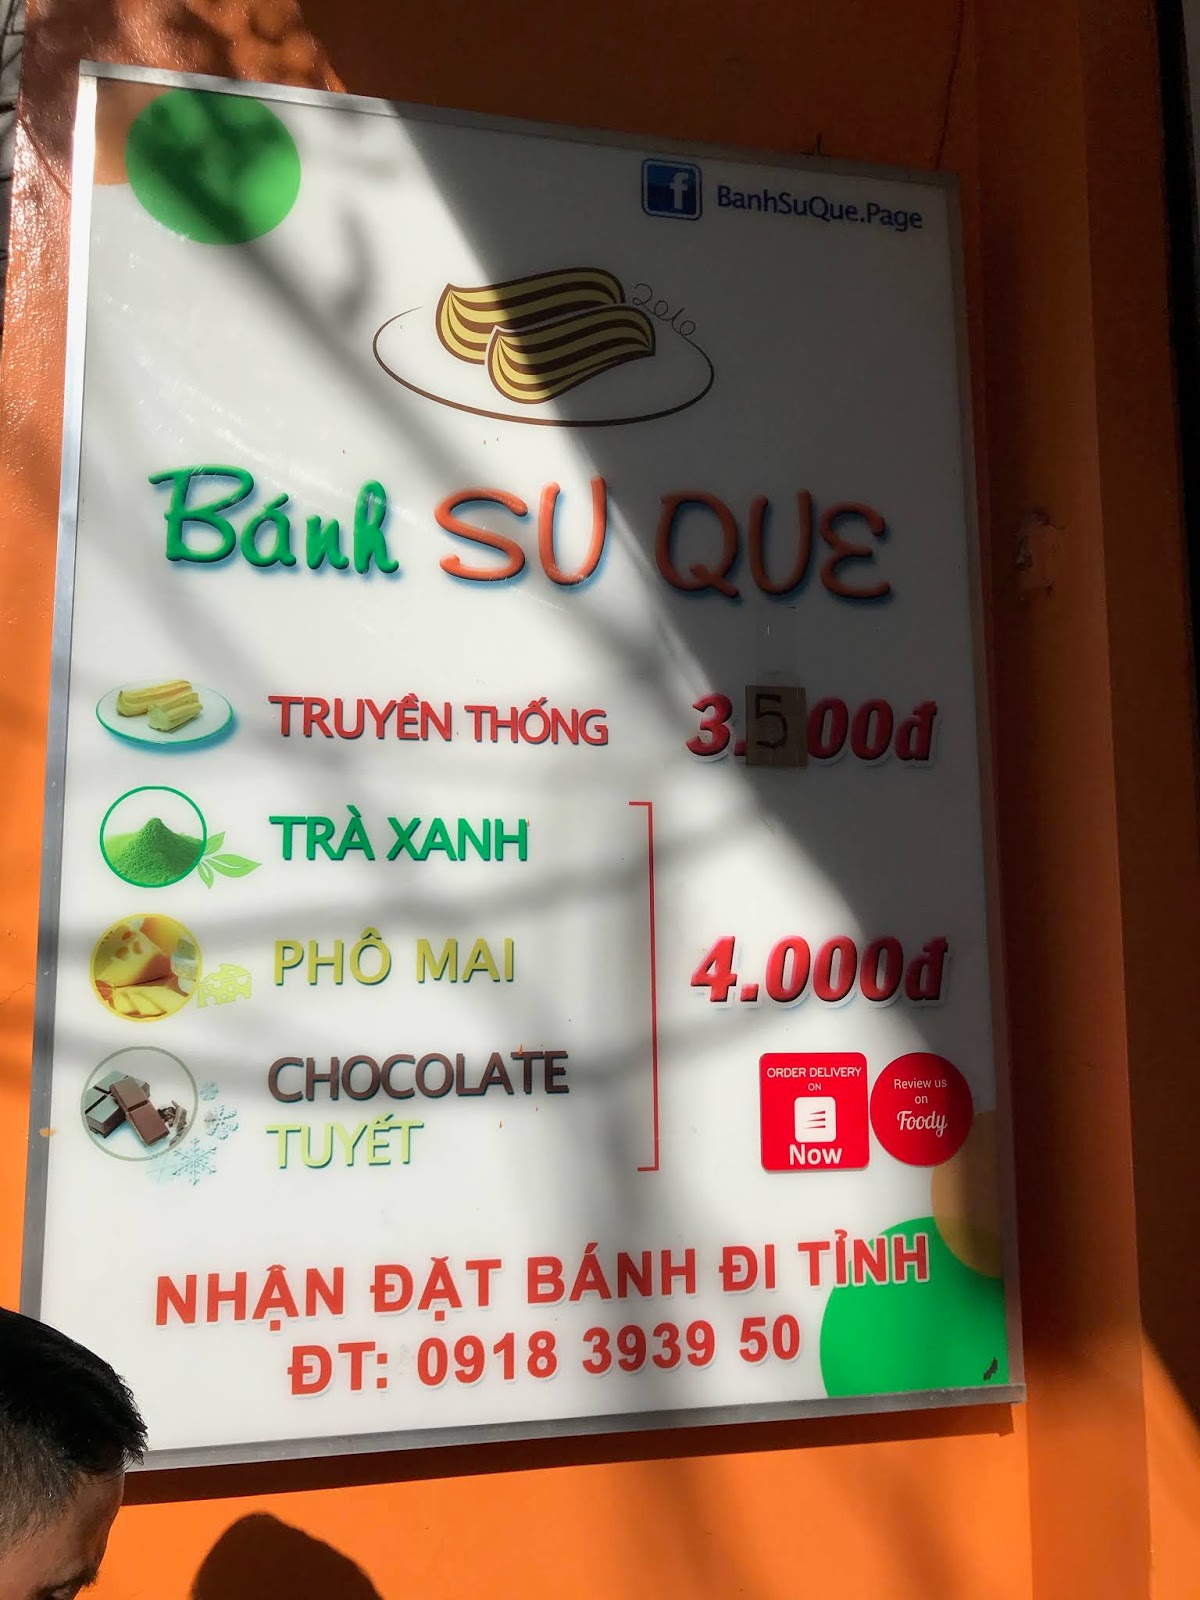 f BanhSuQue.Page
2010
Bánh SU QUE
TRUYỀN THỐNG 3.500đ
TRÀ XANH
PHÔ MAI
4.000đ
CHOCOLATE
TUYẾT
ORDER DELIVERY
ON
Now
Review us
on
Foody
NHẬN ĐẶT BÁNH ĐI TỈNH
ĐT: 0918 3939 50